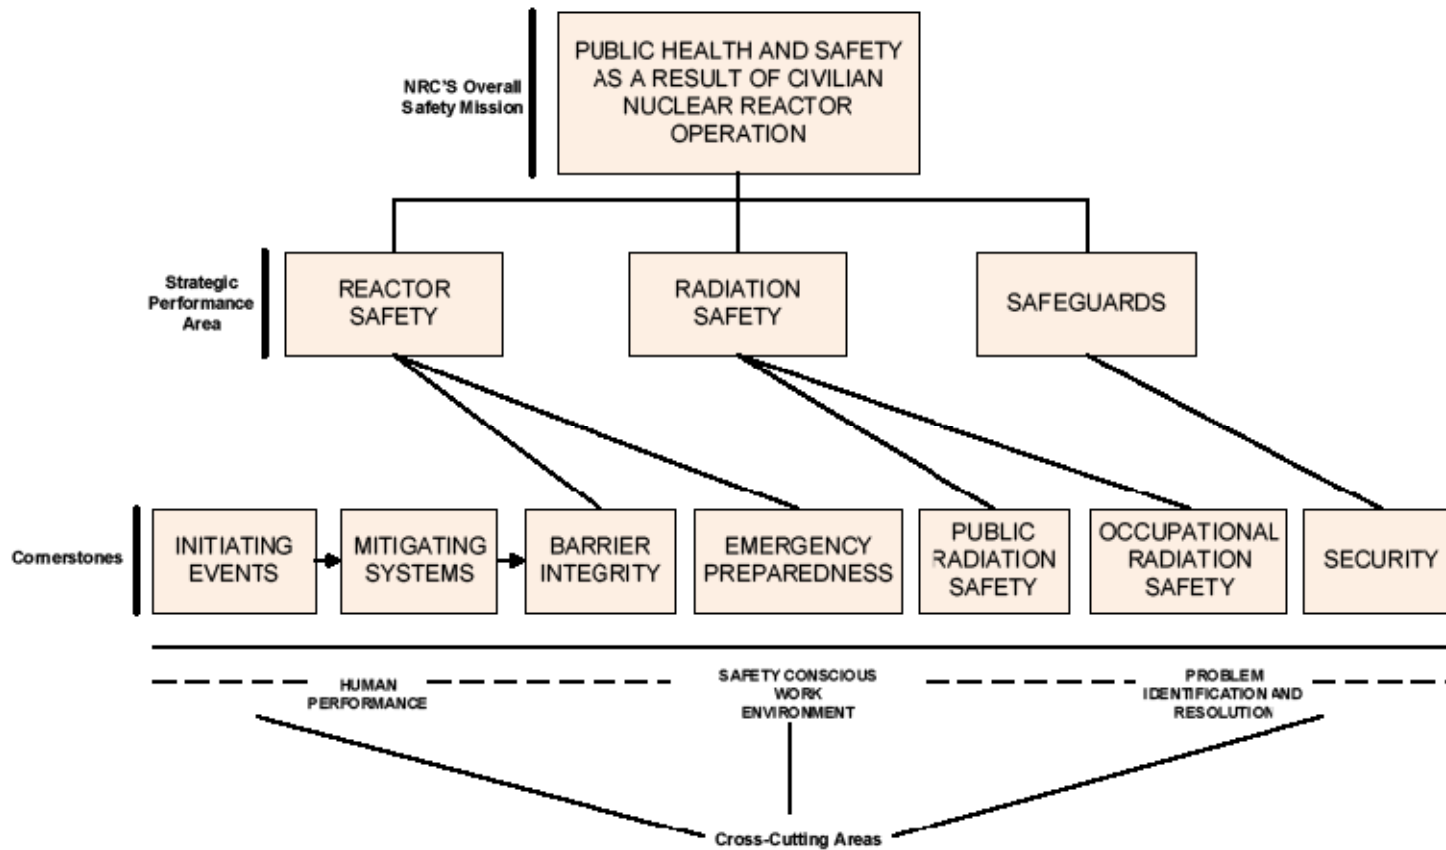 NRC'S Overall
Safety Mission
PUBLIC HEALTH AND SAFETY
AS A RESULT OF CIVILIAN
NUCLEAR REACTOR
OPERATION
Strategic
Performance
Area
REACTOR
SAFETY
RADIATION
SAFETY
SAFEGUARDS
Cornerstones
INITIATING
EVENTS
MITIGATING
SYSTEMS
BARRIER
INTEGRITY
EMERGENCY
PREPAREDNESS
PUBLIC
RADIATION
SAFETY
OCCUPATIONAL
RADIATION
SAFETY
SECURITY
HUMAN
PERFORMANCE
SAFETY CONSCIOUS
WORK
ENVIRONMENT
PROBLEM
IDENTIFICATION AND
RESOLUTION
Cross-Cutting Areas